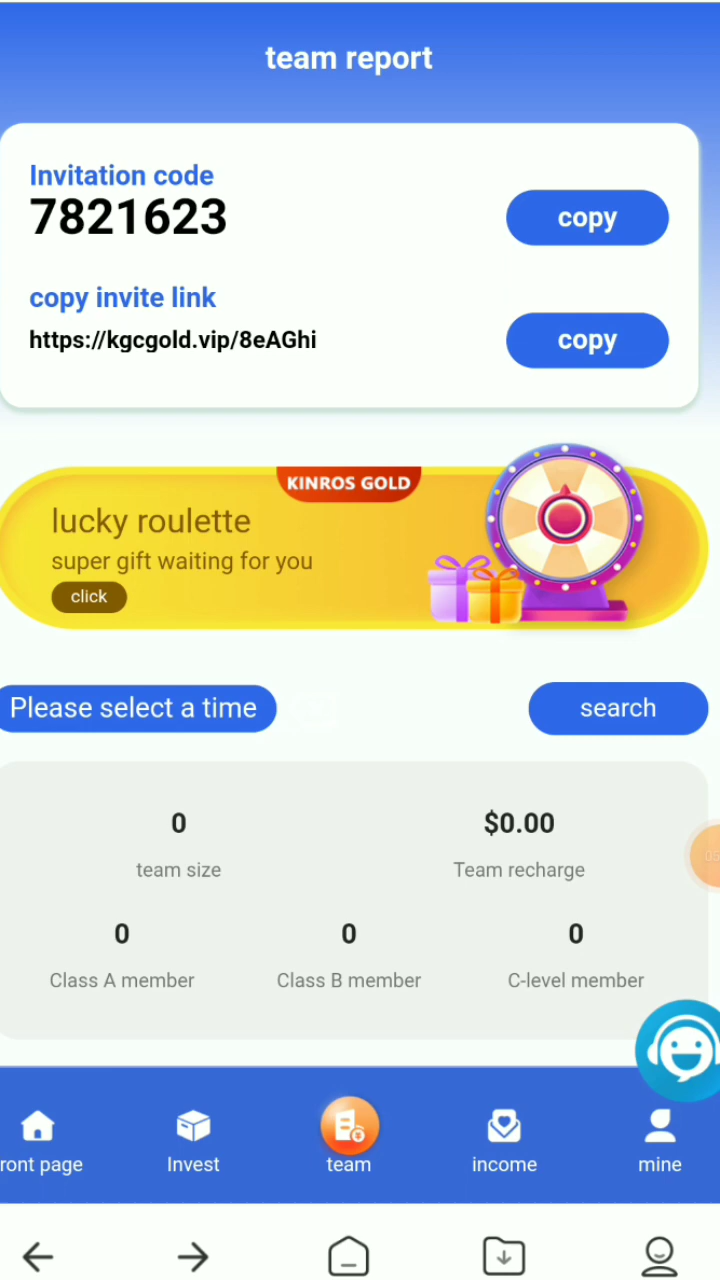 team report
Invitation code
7821623
copy
copy invite link
https://kgcgold.vip/8eAGhi
copy
KINROS GOLD
lucky roulette
super gift waiting for you
click
Please select a time
search
0
$0.00
team size
Team recharge
0
0
0
Class A member
Class B member
C-level member
ront page
Invest
team
income
mine